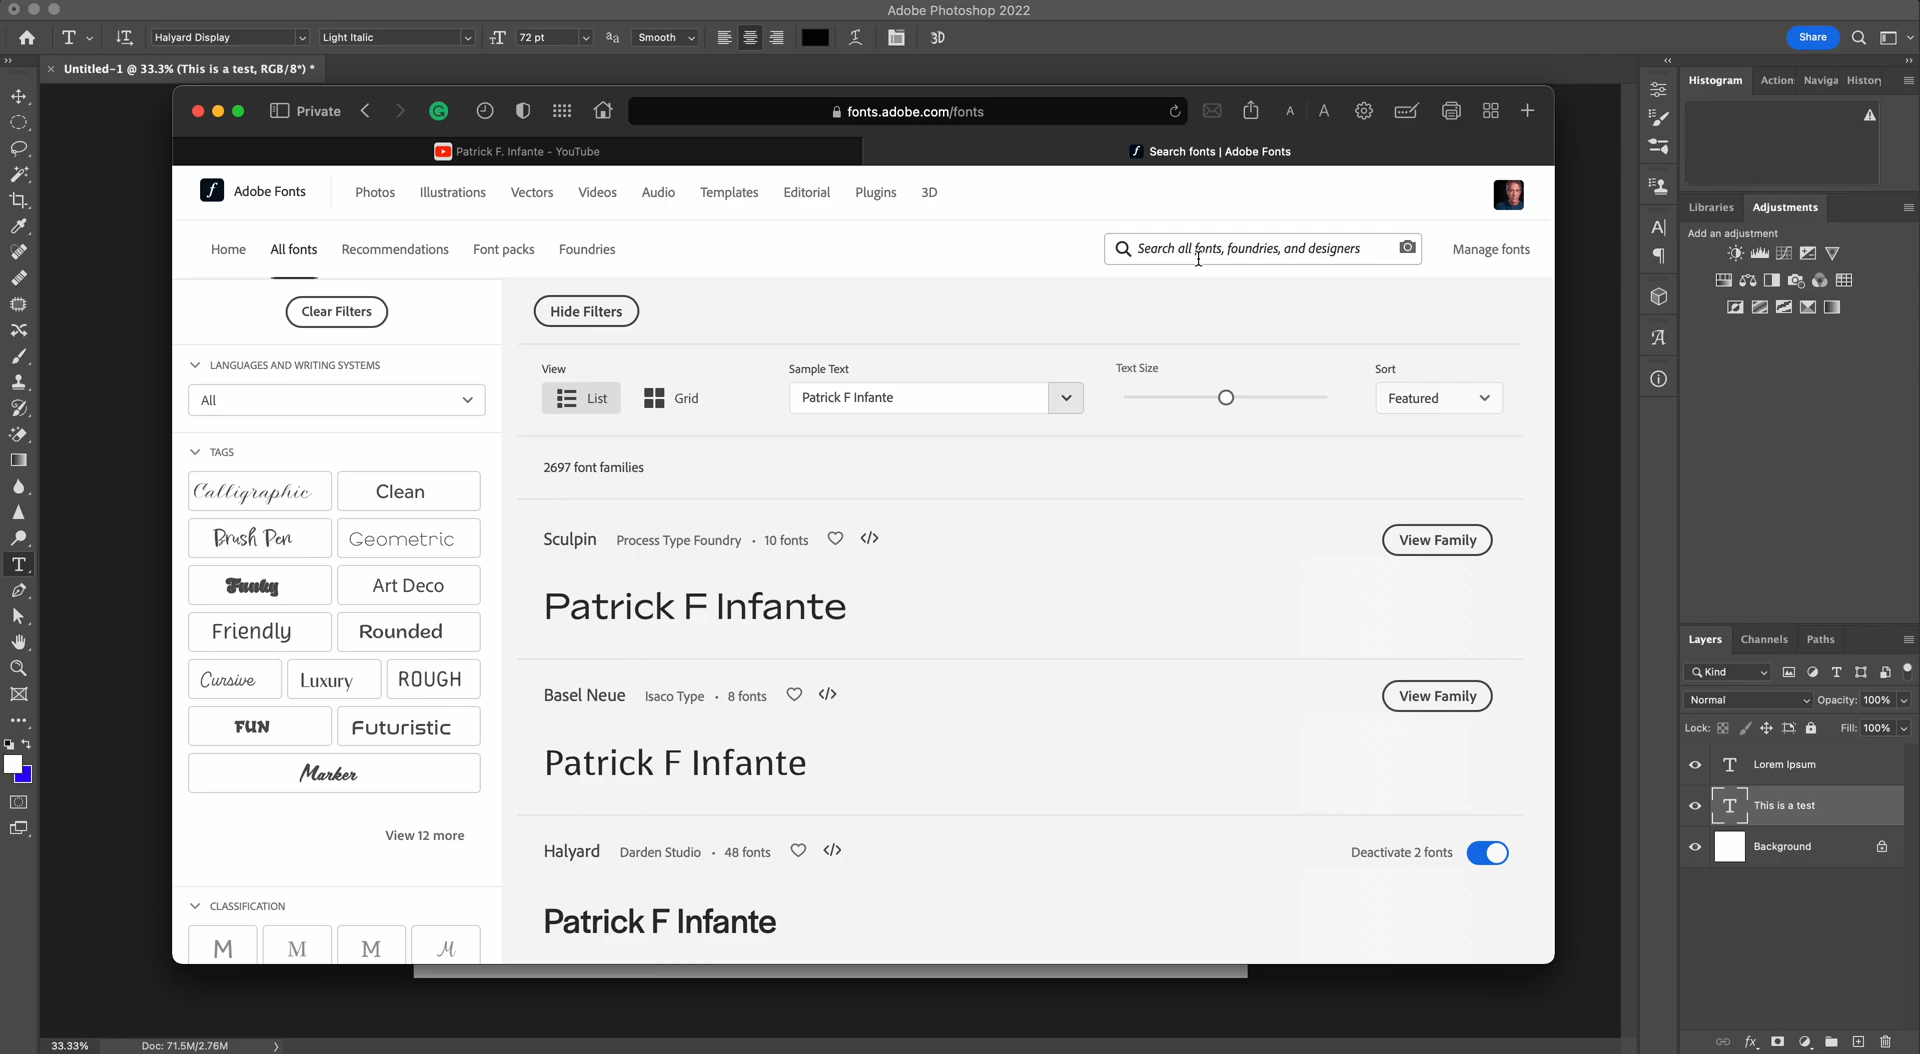 Adobe Photoshop 2022
Halyard Display
Light Italic
72 pt
aa
Smooth
3D
Share
Untitled-1 @ 33.3% (This is a test, RGB/8*) *
Histogram
Action
Naviga
History
Private
fonts.adobe.com/fonts
A
A
Patrick F. Infante - YouTube
Search fonts | Adobe Fonts
Adobe Fonts
Photos
Illustrations
Vectors
Videos
Audio
Templates
Editorial
Plugins
3D
Home
All fonts
Recommendations
Font packs
Foundries
Search all fonts, foundries, and designers
Manage fonts
Libraries
Adjustments
Add an adjustment
Clear Filters
Hide Filters
LANGUAGES AND WRITING SYSTEMS
All
View
List
Grid
Sample Text
Patrick F Infante
Text Size
Sort
Featured
TAGS
Calligraphic
Clean
Brush Pen
Geometric
Funky
Art Deco
Friendly
Rounded
Cursive
Luxury
ROUGH
FUN
Futuristic
Marker
View 12 more
CLASSIFICATION
M
M
M
M
2697 font families
Sculpin Process Type Foundry · 10 fonts </>
View Family
Patrick F Infante
Basel Neue Isaco Type · 8 fonts </>
View Family
Patrick F Infante
Halyard Darden Studio · 48 fonts </>
Deactivate 2 fonts
Patrick F Infante
Layers
Channels
Paths
Kind
Normal
Opacity: 100%
Lock:
Fill: 100%
Lorem Ipsum
This is a test
Background
fx
33.33%
Doc: 71.5M/2.76M